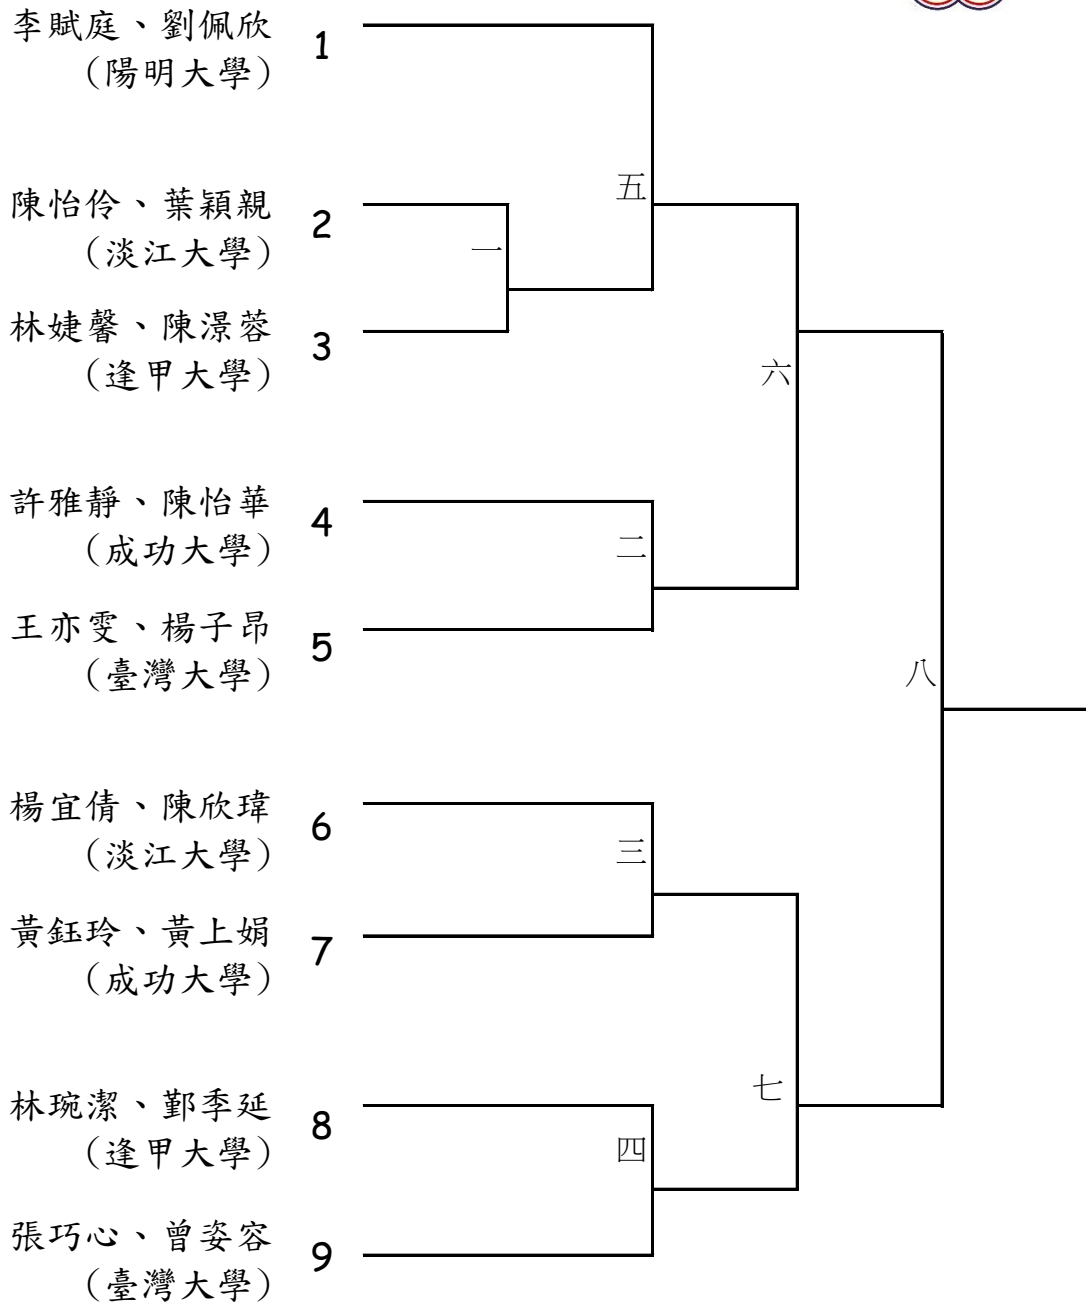 李賦庭、劉佩欣 1
(陽明大學)
五
陳怡伶、葉穎親 2
(淡江大學)
一
林婕馨、陳澋蓉 3
(逢甲大學)
六
許雅靜、陳怡華 4
(成功大學)
二
王亦雯、楊子昂 5
(臺灣大學)
八
楊宜倩、陳欣瑋 6
(淡江大學)
三
黃鈺玲、黃上娟 7
(成功大學)
七
林琬潔、鄞季延 8
(逢甲大學)
四
張巧心、曾姿容 9
(臺灣大學)